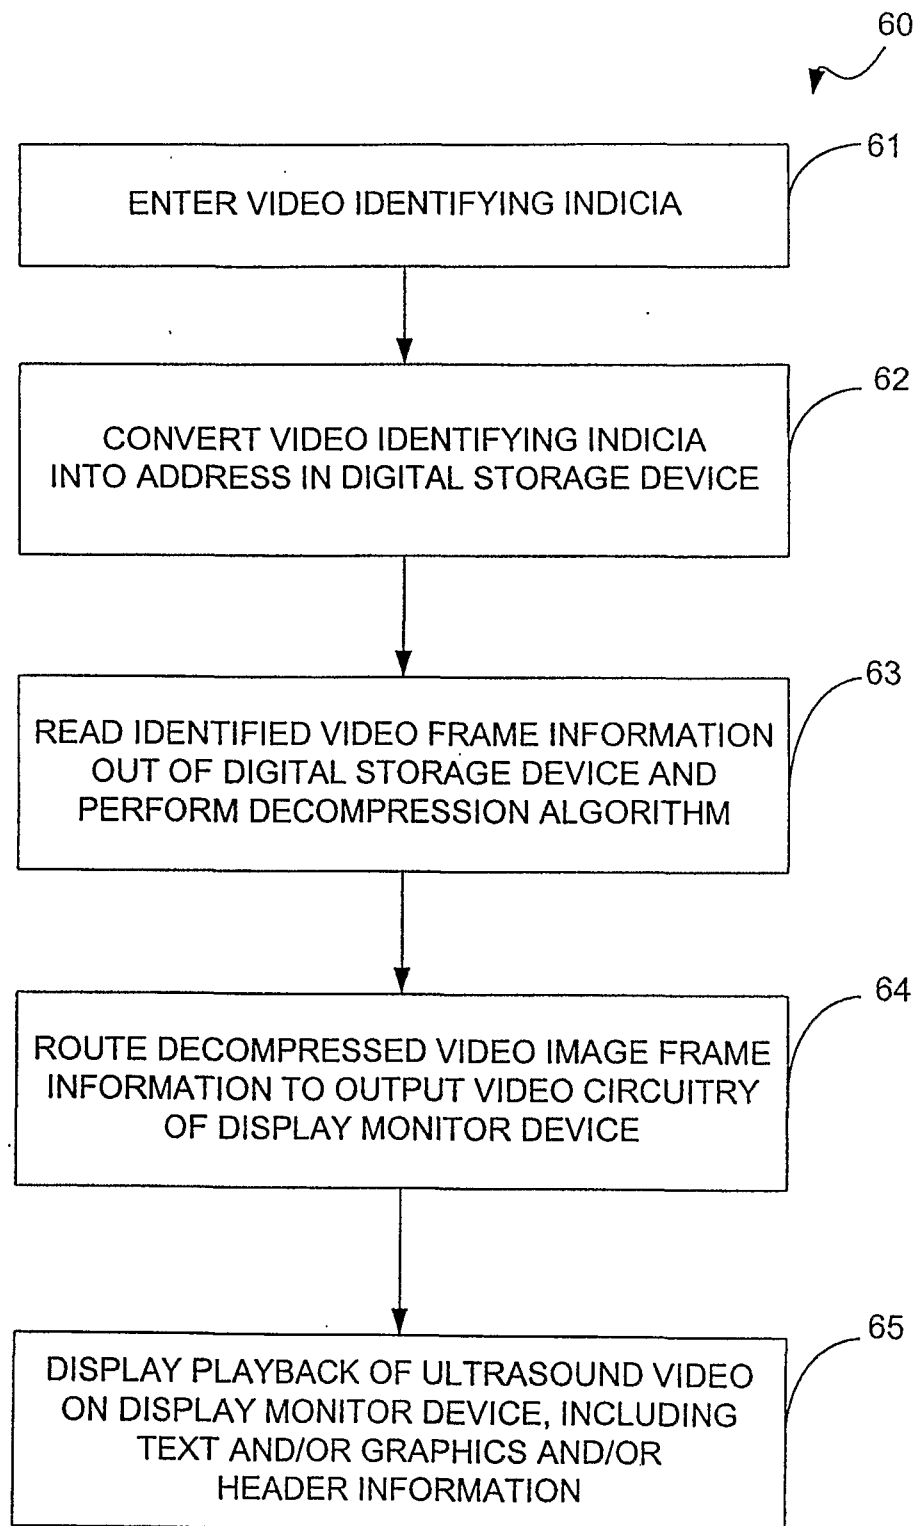 60
61
ENTER VIDEO IDENTIFYING INDICIA
62
CONVERT VIDEO IDENTIFYING INDICIA
INTO ADDRESS IN DIGITAL STORAGE DEVICE
63
READ IDENTIFIED VIDEO FRAME INFORMATION
OUT OF DIGITAL STORAGE DEVICE AND
PERFORM DECOMPRESSION ALGORITHM
64
ROUTE DECOMPRESSED VIDEO IMAGE FRAME
INFORMATION TO OUTPUT VIDEO CIRCUITRY
OF DISPLAY MONITOR DEVICE
65
DISPLAY PLAYBACK OF ULTRASOUND VIDEO
ON DISPLAY MONITOR DEVICE, INCLUDING
TEXT AND/OR GRAPHICS AND/OR
HEADER INFORMATION